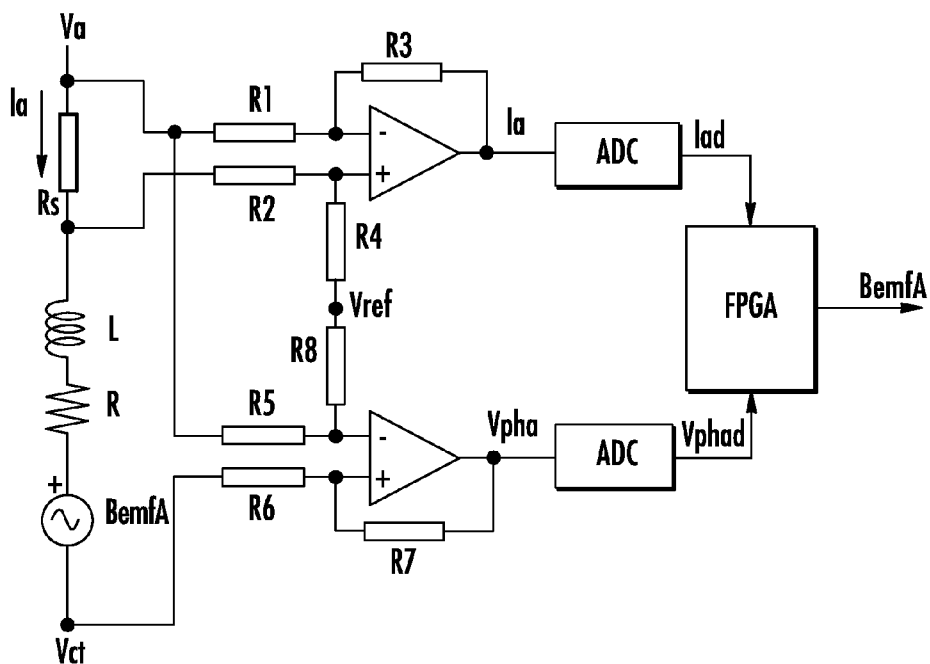 Va
R3
Ia
R1
Ia
ADC
Iad
-
+
Rs
R2
R4
Vref
FPGA
BemfA
L
R8
R
R5
Vpha
ADC
Vphad
-
+
+
BemfA
R6
R7
Vct